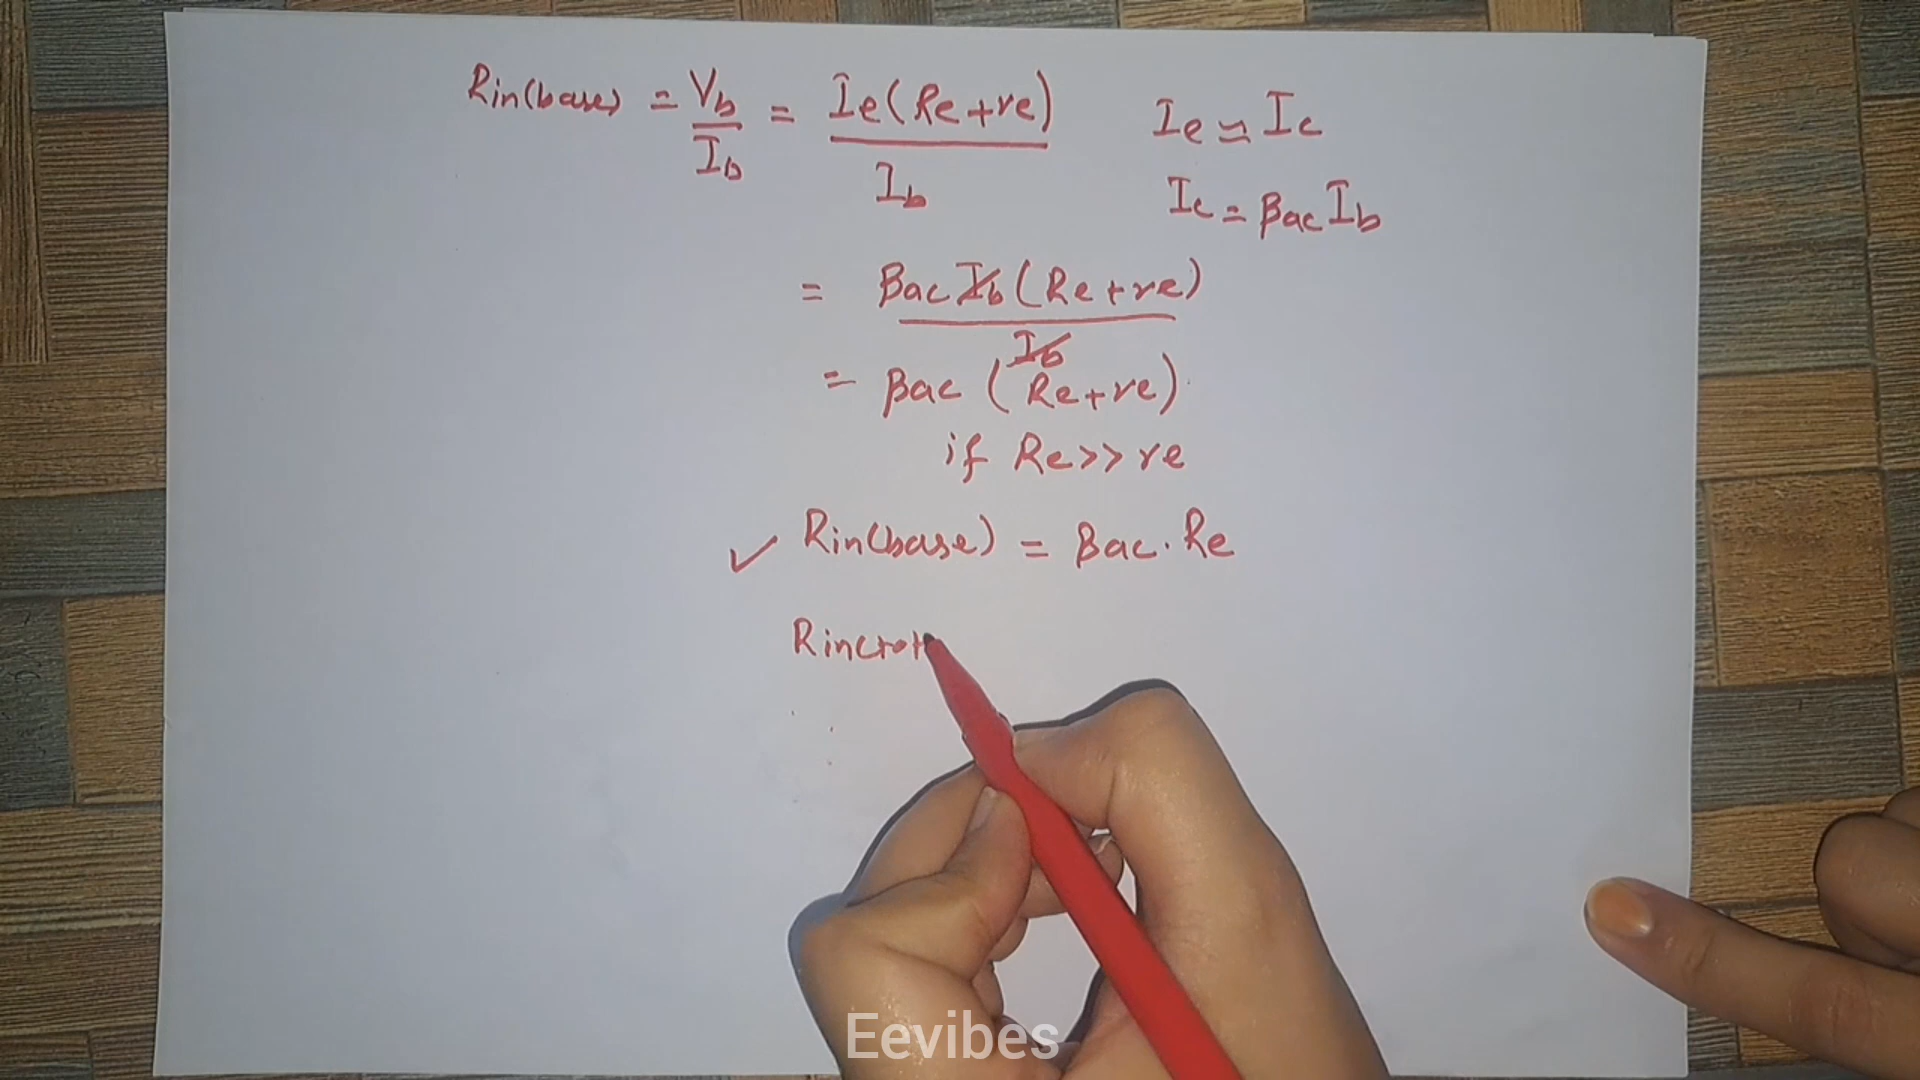 Rin(base) = Vb / Ib = Ie(Re+re) / Ib
Ie ≃ Ic
Ic = βac Ib
= βac Ib (Re+re) / Ib
= βac (Re+re)
if Re>>re
✓ Rin(base) = βac . Re
Rin(tot
Eevibes